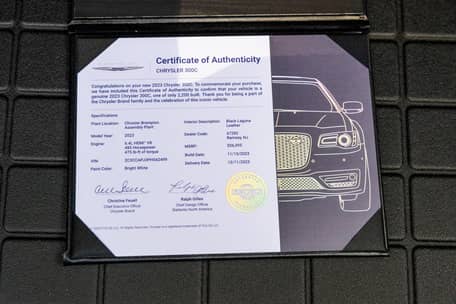 Certificate of Authenticity
CHRYSLER 300C
Congratulations on your new 2023 Chrysler 300C. To commemorate your purchase,
we have included this Certificate of Authenticity to confirm that your vehicle is a
genuine 2023 Chrysler 300C, one of only 2,200 built. Thank you for being a part of
the Chrysler Brand family and the celebration of this iconic vehicle.
Specifications
Plant Location: Chrysler Brampton Assembly Plant
Model Year: 2023
Engine: 6.4L HEMI® V8
485 Horsepower
475 lb-ft of torque
Paint: Bright White
Interior Description: Black Laguna Leather
Dealer Code:
Ramsey, NJ
MSRP:
Build Date: 11/10/2023
Delivery Date: 12/11/2023
Christine Feuell
Chief Executive Officer
Chrysler Brand
Ralph Gilles
Chief Design Officer
Stellantis North America